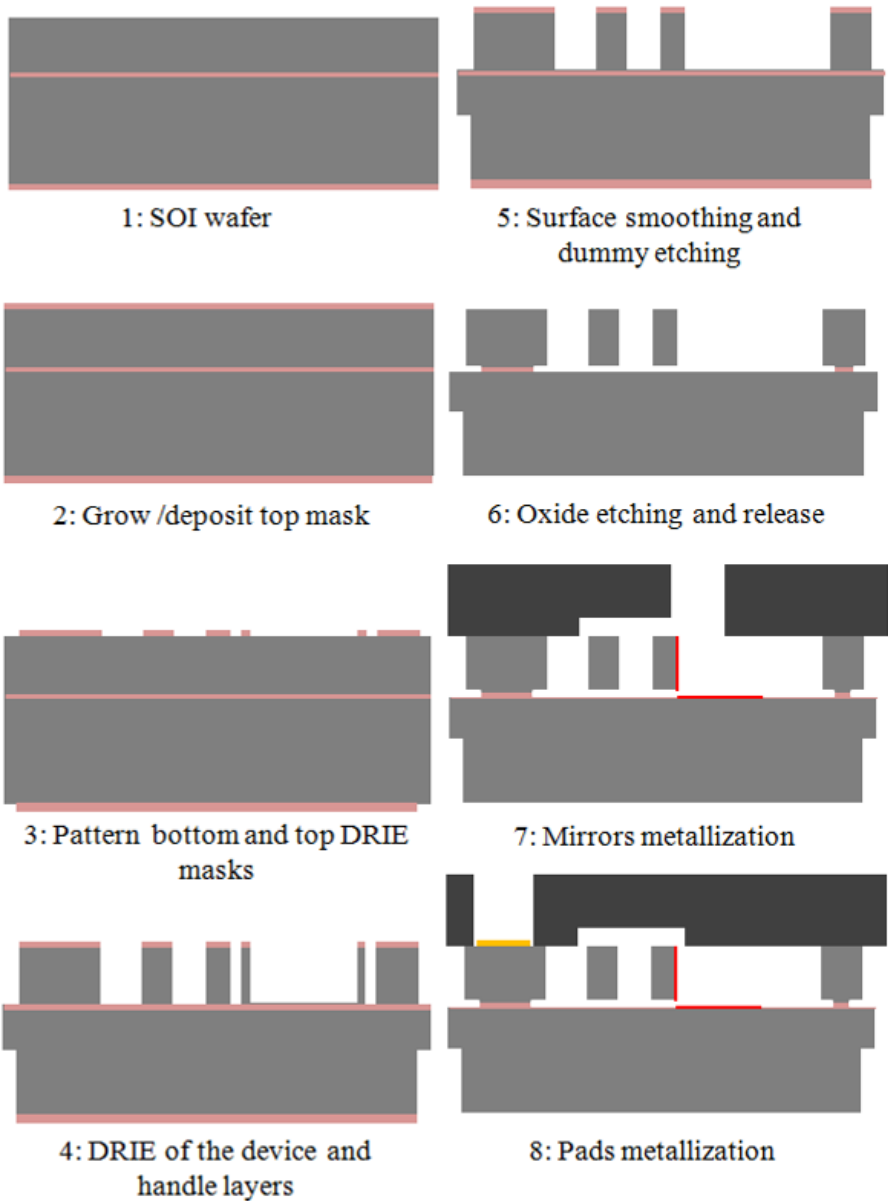 1: SOI wafer
2: Grow /deposit top mask
3: Pattern bottom and top DRIE
masks
4: DRIE of the device and
handle layers
5: Surface smoothing and
dummy etching
6: Oxide etching and release
7: Mirrors metallization
8: Pads metallization